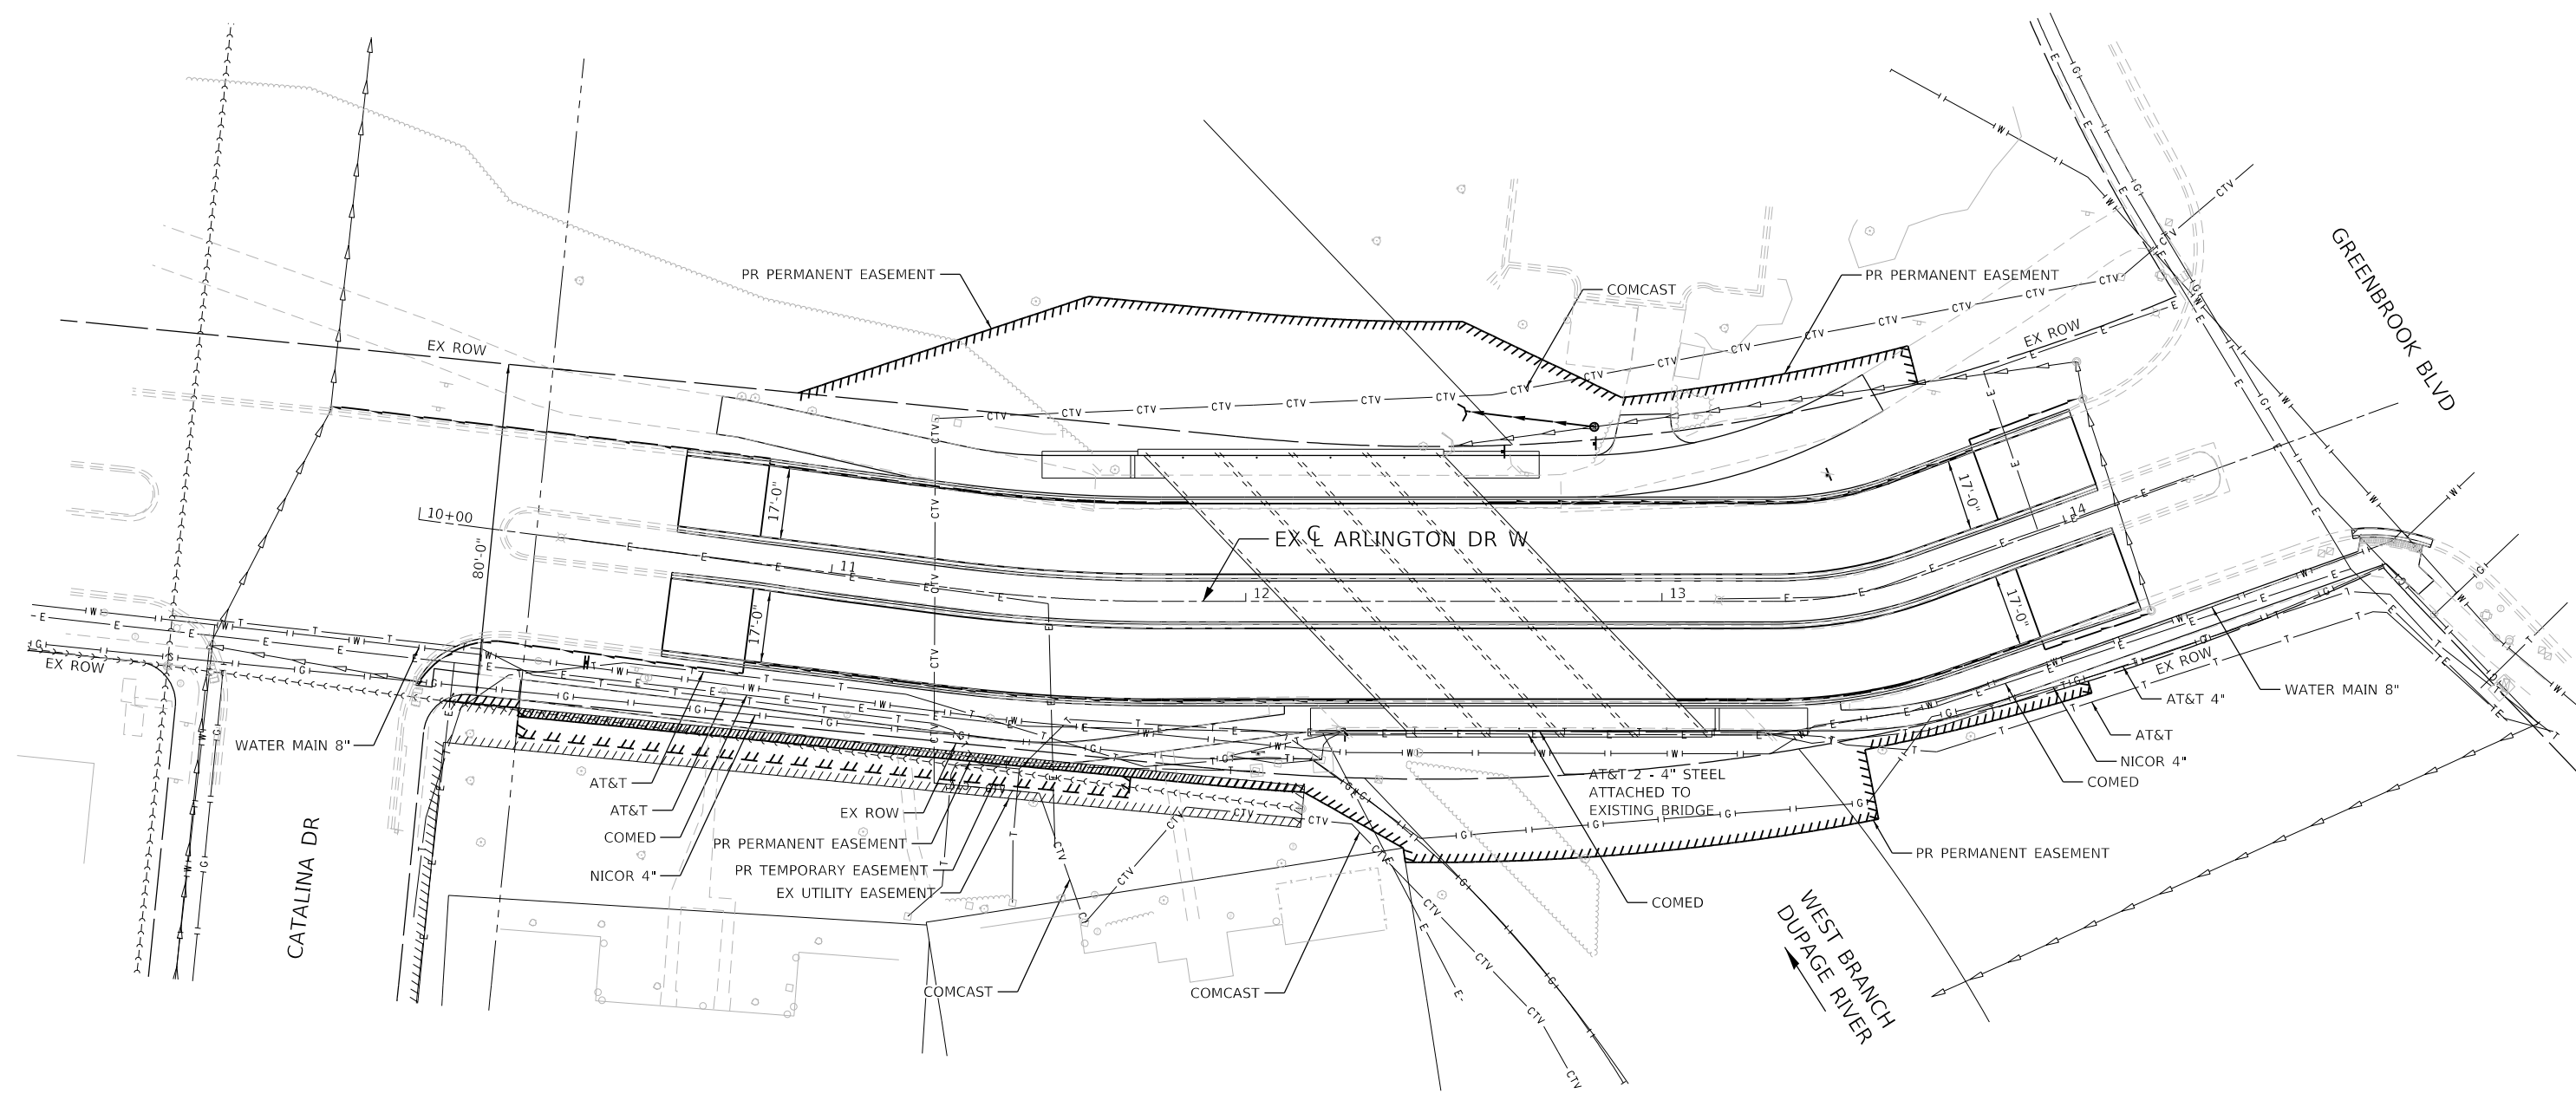 GREENBROOK BLVD
PR PERMANENT EASEMENT
PR PERMANENT EASEMENT
COMCAST
EX ROW
EX ROW
17'-0"
17'-0"
10+00
80'-0"
EX ℄ ARLINGTON DR W
11
12
13
14
17'-0"
17'-0"
EX ROW
EX ROW
WATER MAIN 8"
AT&T 4"
AT&T
NICOR 4"
COMED
WATER MAIN 8"
AT&T
AT&T
COMED
NICOR 4"
EX ROW
PR PERMANENT EASEMENT
PR TEMPORARY EASEMENT
EX UTILITY EASEMENT
AT&T 2 - 4" STEEL
ATTACHED TO
EXISTING BRIDGE
PR PERMANENT EASEMENT
COMED
CATALINA DR
COMCAST
COMCAST
WEST BRANCH
DUPAGE RIVER